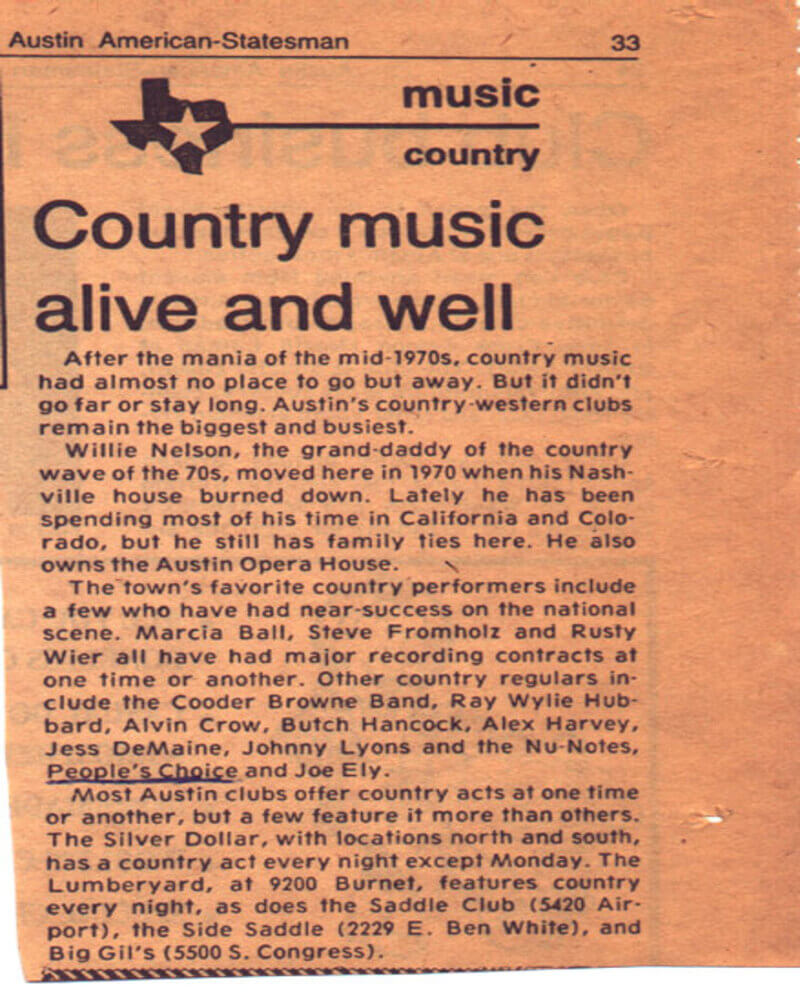 Austin American-Statesman 33
music
country
Country music
alive and well
After the mania of the mid-1970s, country music
had almost no place to go but away. But it didn't
go far or stay long. Austin's country-western clubs
remain the biggest and busiest.
Willie Nelson, the grand-daddy of the country
wave of the 70s, moved here in 1970 when his Nash-
ville house burned down. Lately he has been
spending most of his time in California and Colo-
rado, but he still has family ties here. He also
owns the Austin Opera House.
The town's favorite country performers include
a few who have had near-success on the national
scene. Marcia Ball, Steve Fromholz and Rusty
Wier all have had major recording contracts at
one time or another. Other country regulars in-
clude the Cooder Browne Band, Ray Wylie Hub-
bard, Alvin Crow, Butch Hancock, Alex Harvey,
Jess DeMaine, Johnny Lyons and the Nu-Notes,
People's Choice and Joe Ely.
Most Austin clubs offer country acts at one time
or another, but a few feature it more than others.
The Silver Dollar, with locations north and south,
has a country act every night except Monday. The
Lumberyard, at 9200 Burnet, features country
every night, as does the Saddle Club (5420 Air-
port), the Side Saddle (2229 E. Ben White), and
Big Gil's (5500 S. Congress).